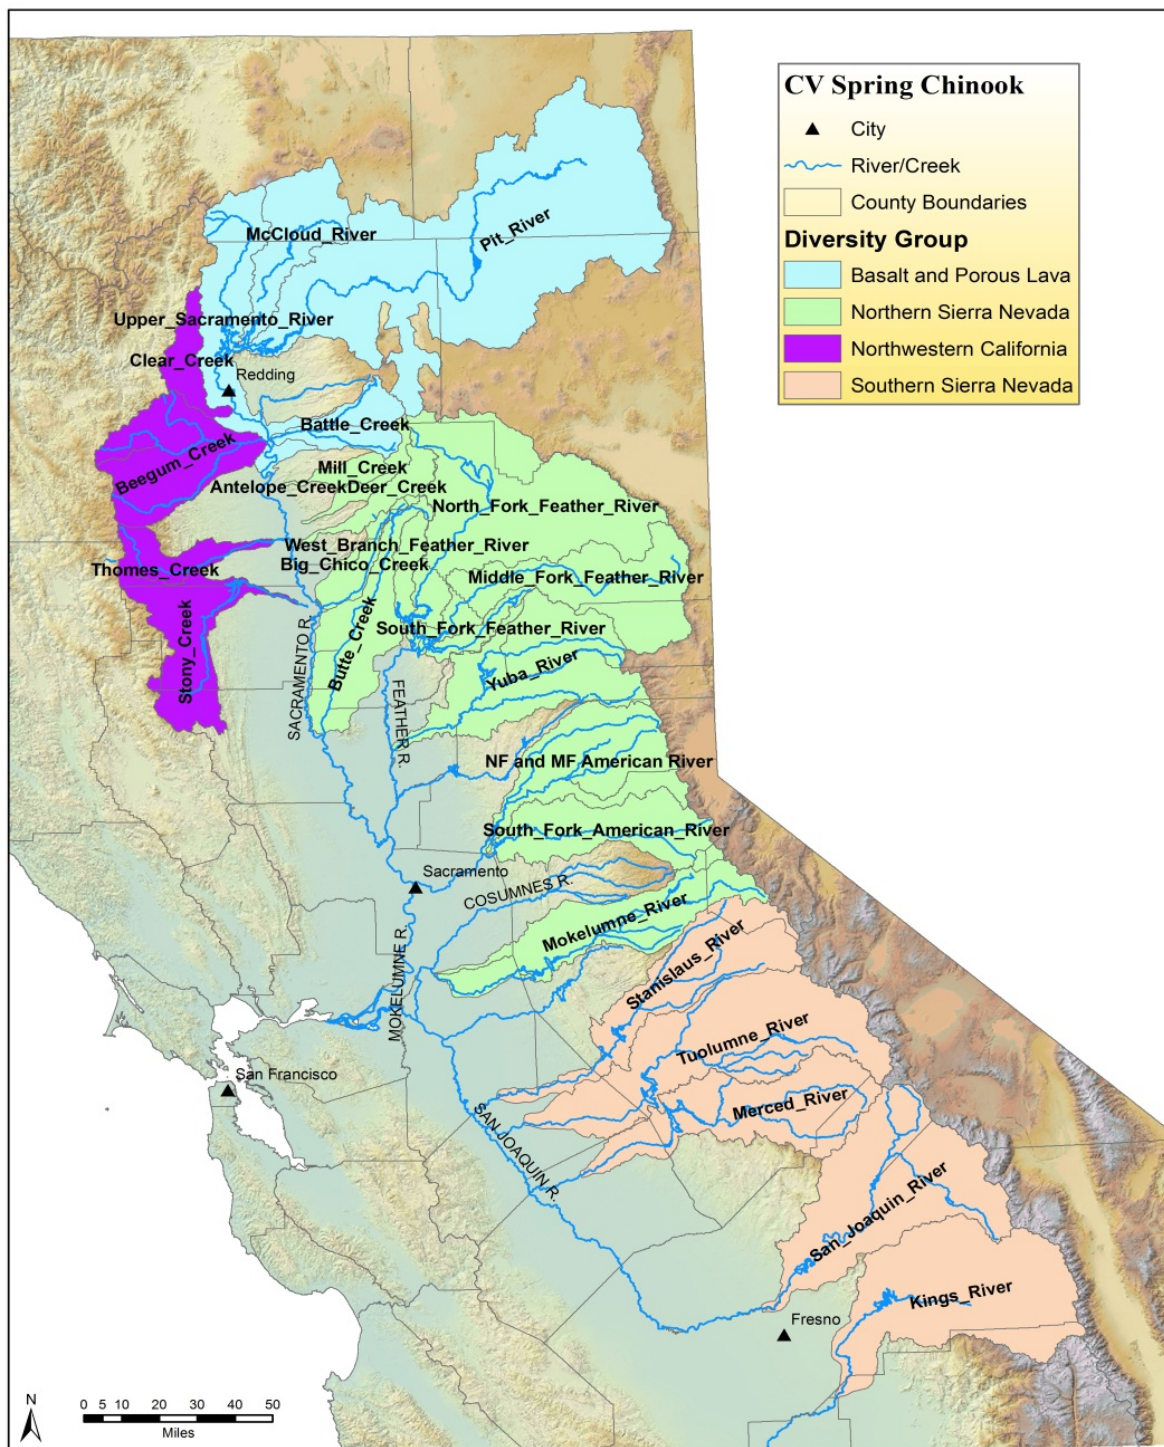 CV Spring Chinook
City
River/Creek
County Boundaries
Diversity Group
Basalt and Porous Lava
Northern Sierra Nevada
Northwestern California
Southern Sierra Nevada
McCloud_River
Pit_River
Upper_Sacramento_River
Clear_Creek
Redding
Battle_Creek
Beegum_Creek
Mill_Creek
Antelope_CreekDeer_Creek
North_Fork_Feather_River
West_Branch_Feather_River
Big_Chico_Creek
Thomes_Creek
Middle_Fork_Feather_River
Stony_Creek
SACRAMENTO R.
Butte_Creek
South_Fork_Feather_River
Yuba_River
FEATHER R.
NF and MF American River
South_Fork_American_River
Sacramento
COSUMNES R.
Mokelumne_River
MOKELUMNE R.
Stanislaus_River
Tuolumne_River
San Francisco
Merced_River
SAN JOAQUIN R.
San_Joaquin_River
Kings_River
Fresno
N
0 5 10 20 30 40 50
Miles